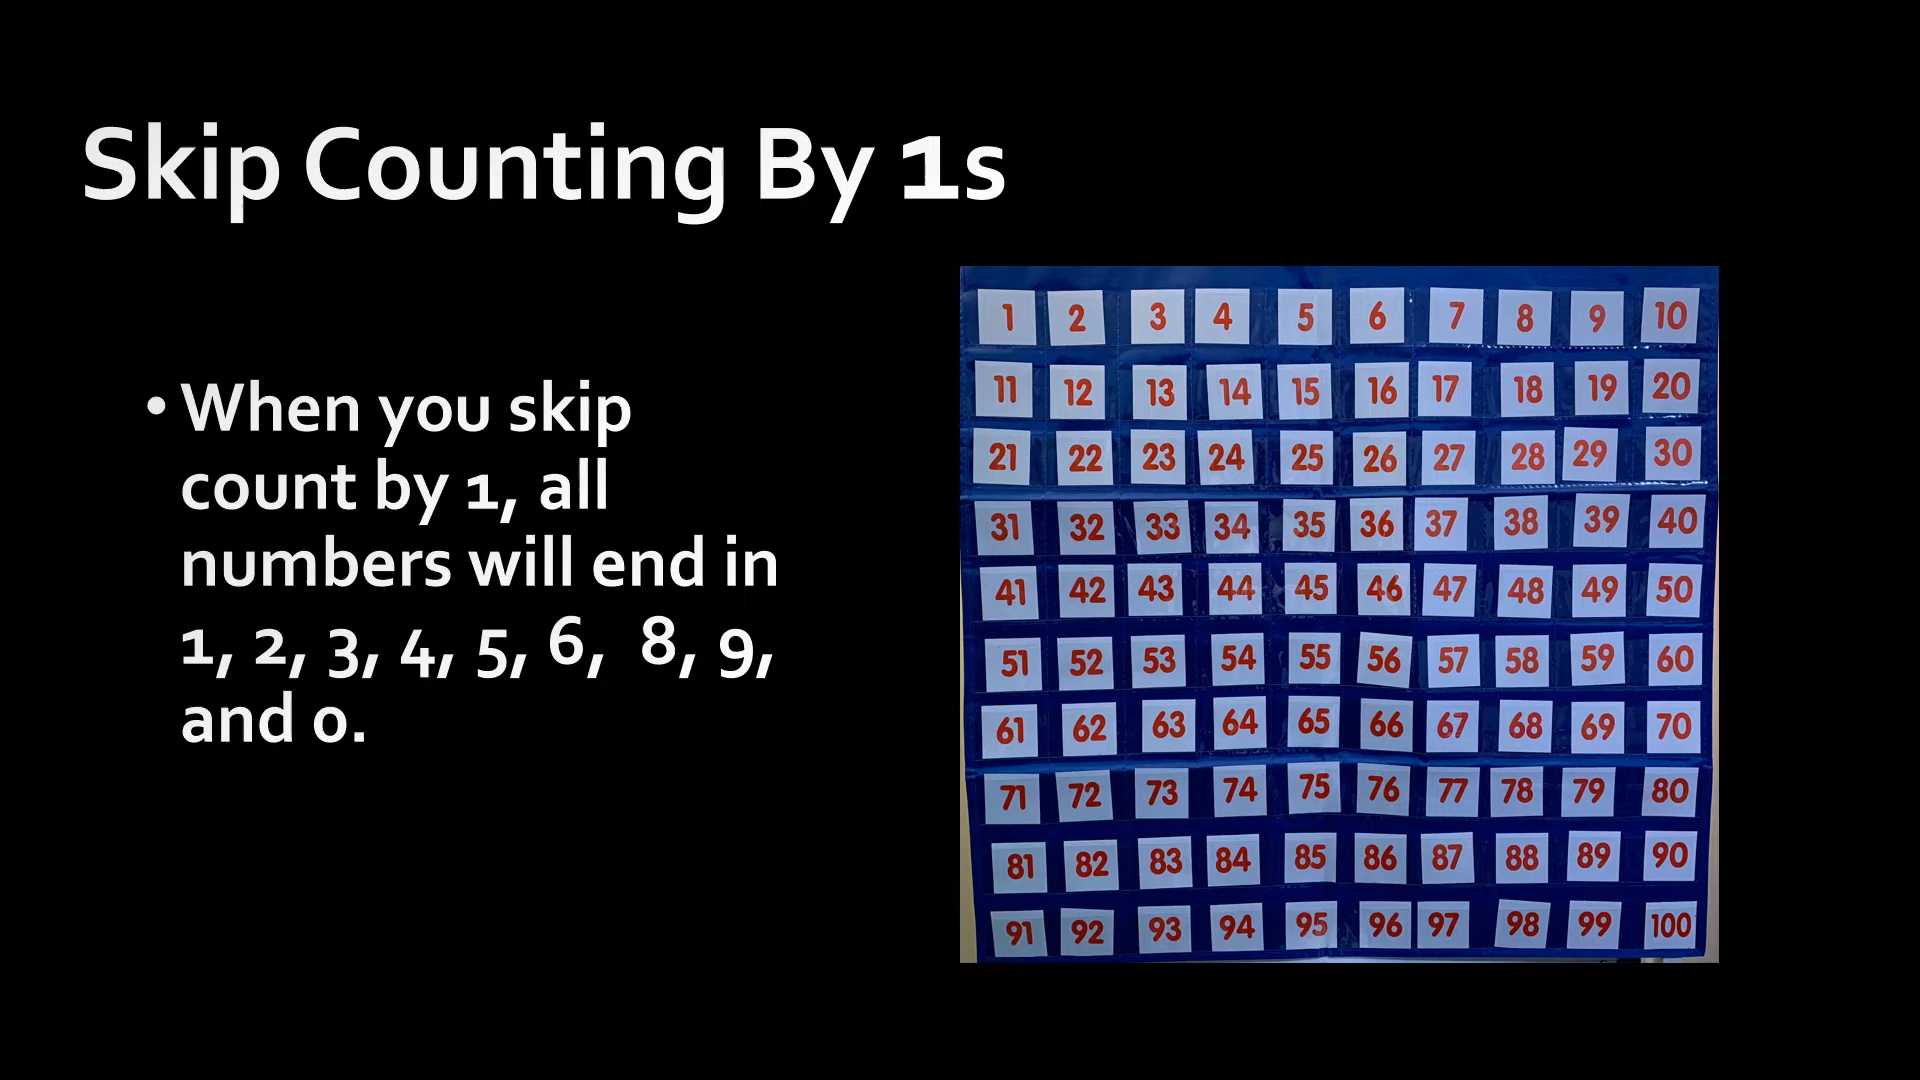 Skip Counting By 1s
• When you skip
count by 1, all
numbers will end in
1, 2, 3, 4, 5, 6,  8, 9,
and 0.
1 2 3 4 5 6 7 8 9 10
11 12 13 14 15 16 17 18 19 20
21 22 23 24 25 26 27 28 29 30
31 32 33 34 35 36 37 38 39 40
41 42 43 44 45 46 47 48 49 50
51 52 53 54 55 56 57 58 59 60
61 62 63 64 65 66 67 68 69 70
71 72 73 74 75 76 77 78 79 80
81 82 83 84 85 86 87 88 89 90
91 92 93 94 95 96 97 98 99 100